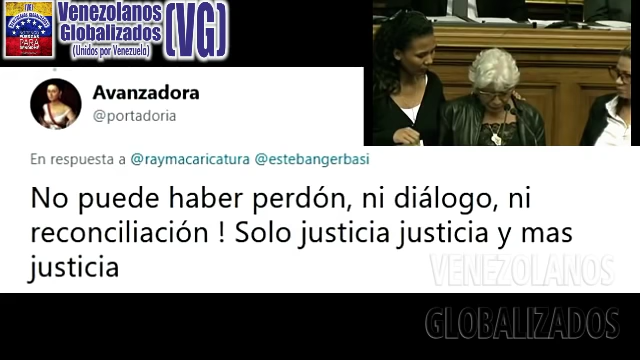 Venezolanos
Globalizados
(Unidos por Venezuela)
(VG)
Avanzadora
@portadoria
En respuesta a @raymacaricatura @estebangerbasi
No puede haber perdón, ni diálogo, ni
reconciliación ! Solo justicia justicia y mas
justicia
VENEZOLANOS
GLOBALIZADOS